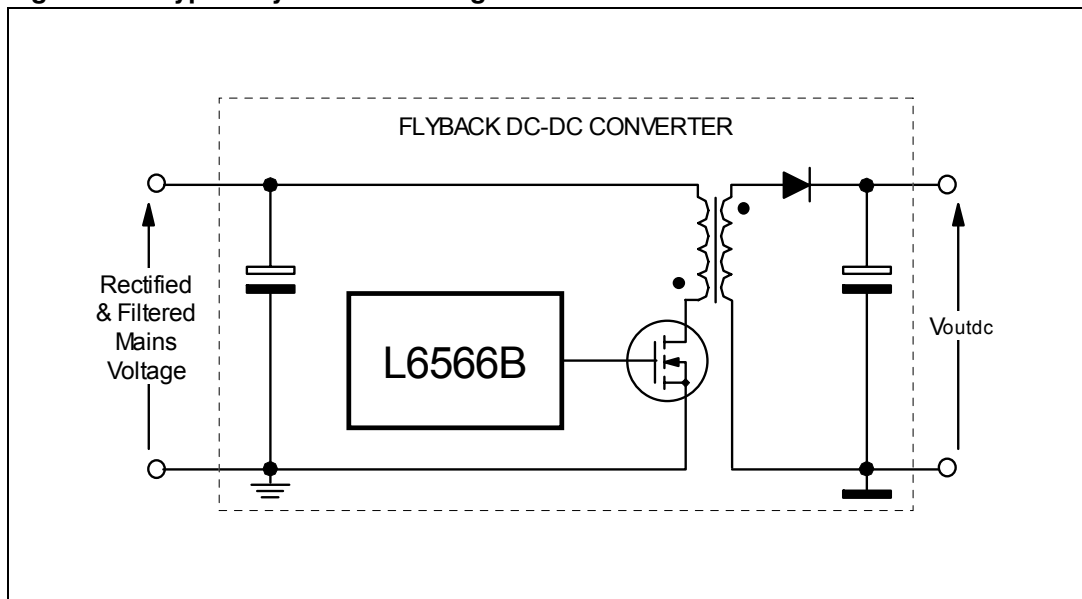 FLYBACK DC-DC CONVERTER
Rectified
& Filtered
Mains
Voltage
L6566B
Voutdc